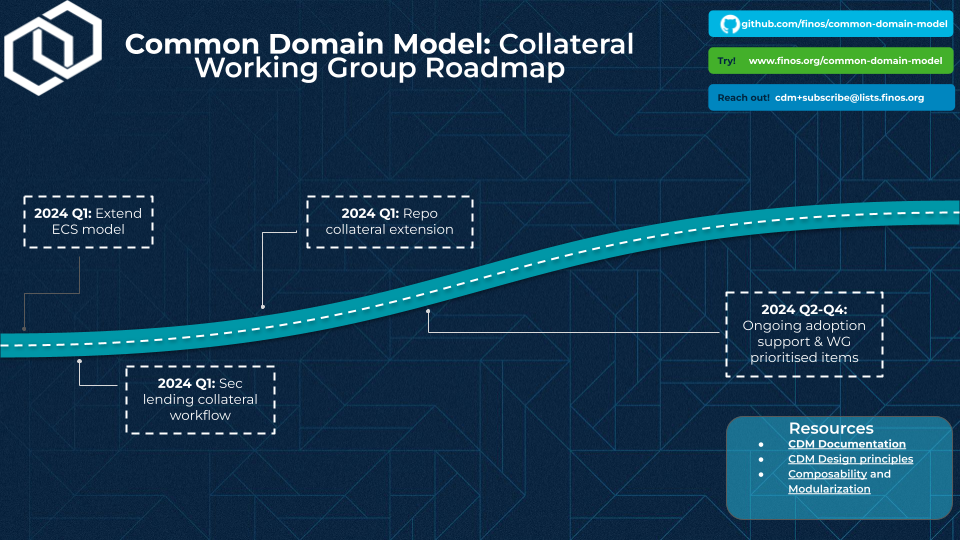 Common Domain Model: Collateral
Working Group Roadmap
github.com/finos/common-domain-model
Try! www.finos.org/common-domain-model
Reach out! cdm+subscribe@lists.finos.org
2024 Q1: Extend
ECS model
2024 Q1: Repo
collateral extension
2024 Q1: Sec
lending collateral
workflow
2024 Q2-Q4:
Ongoing adoption
support & WG
prioritised items
Resources
● CDM Documentation
● CDM Design principles
● Composability and
Modularization